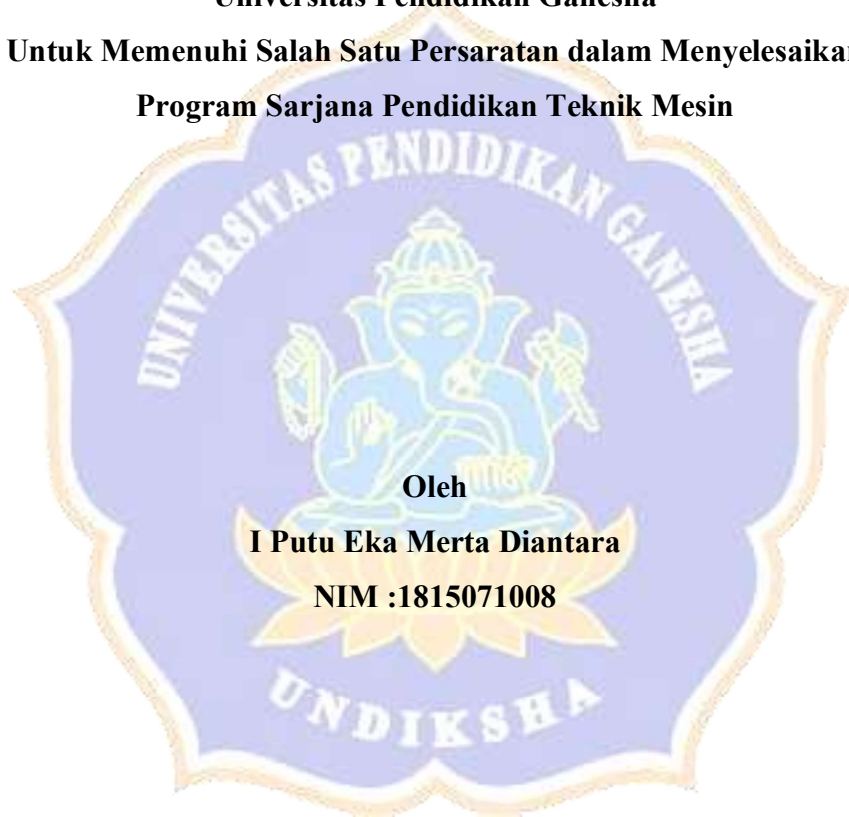 Universitas Pendidikan Ganesha
Untuk Memenuhi Salah Satu Persaratan dalam Menyelesaikan
Program Sarjana Pendidikan Teknik Mesin
UNIVERSITAS PENDIDIKAN GANESHA
Oleh
I Putu Eka Merta Diantara
NIM :1815071008
UNDIKSHA